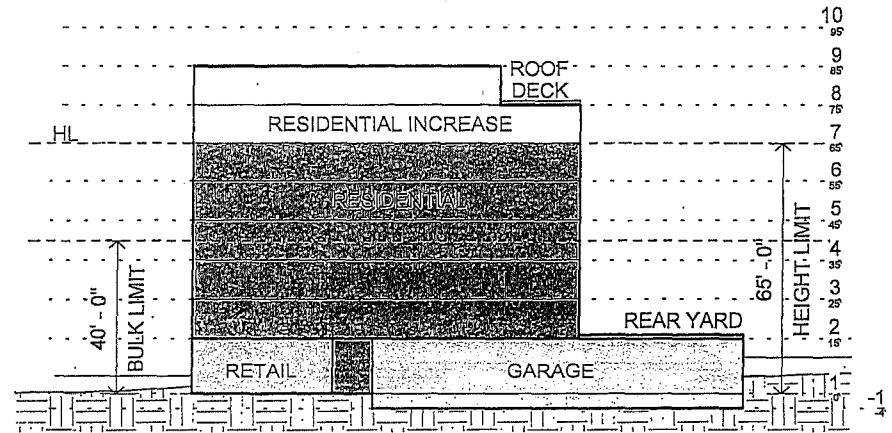 10
95'
9
85'
ROOF
DECK
8
75'
RESIDENTIAL INCREASE
HL
7
65'
6
55'
RESIDENTIAL
5
45'
4
35'
3
25'
40' - 0"
BULK LIMIT
65' - 0"
HEIGHT LIMIT
REAR YARD
2
15'
RETAIL
GARAGE
1
0'
-1
-4'